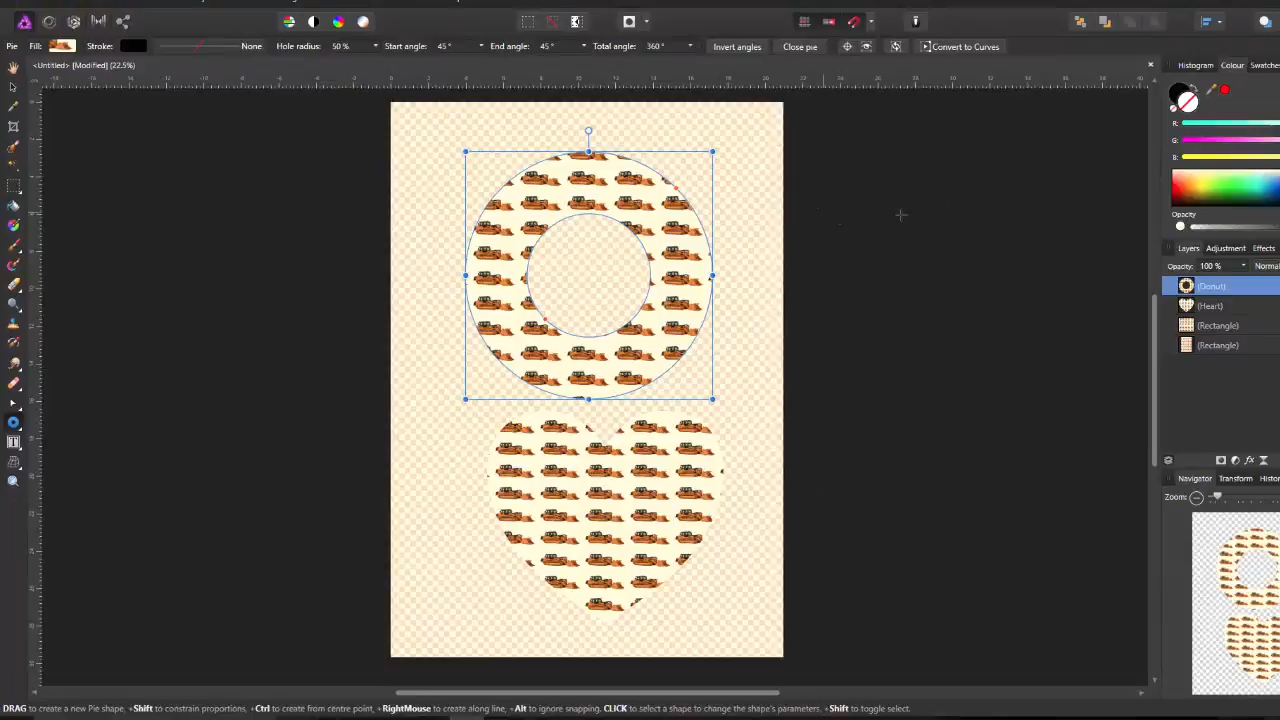 Pie Fill: Stroke: None Hole radius: 50 % Start angle: 45 ° End angle: 45 ° Total angle: 360 ° Invert angles Close pie Convert to Curves
<Untitled> [Modified] (22.5%)
Histogram Colour Swatches
R:
G:
B:
Opacity
Layers Adjustment Effects
Opacity: 100 % Normal
(Donut)
(Heart)
(Rectangle)
(Rectangle)
Navigator Transform Histor
Zoom:
DRAG to create a new Pie shape, +Shift to constrain proportions, +Ctrl to create from centre point, +RightMouse to create along line, +Alt to ignore snapping. CLICK to select a shape to change the shape's parameters. +Shift to toggle select.